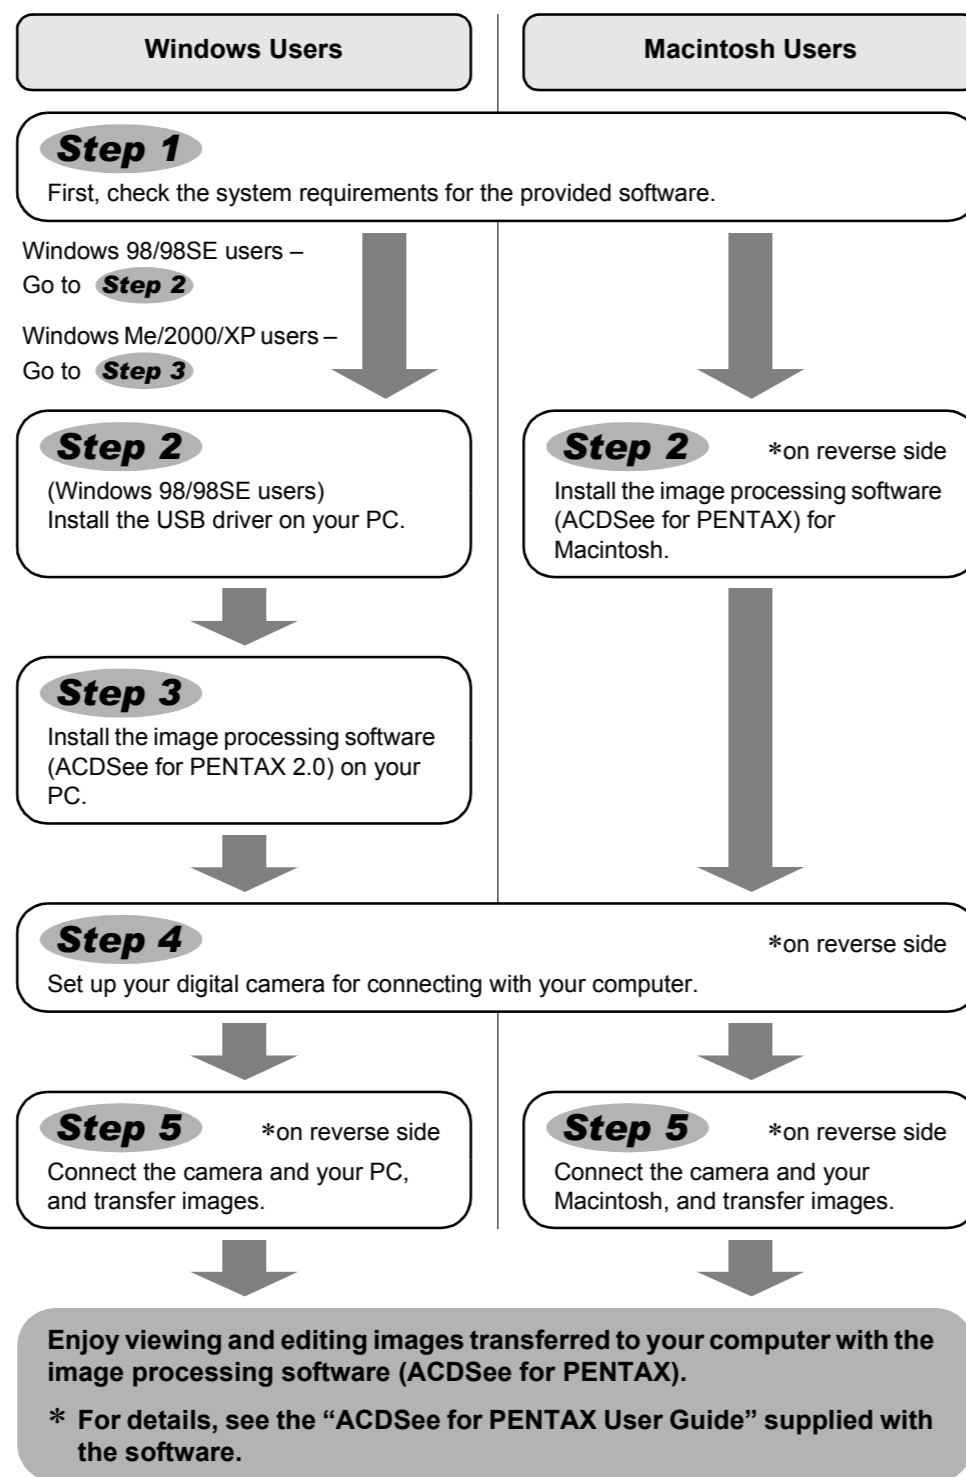 Windows Users
Macintosh Users
Step 1
First, check the system requirements for the provided software.
Windows 98/98SE users –
Go to Step 2
Windows Me/2000/XP users –
Go to Step 3
Step 2
(Windows 98/98SE users)
Install the USB driver on your PC.
Step 2 *on reverse side
Install the image processing software
(ACDSee for PENTAX) for
Macintosh.
Step 3
Install the image processing software
(ACDSee for PENTAX 2.0) on your
PC.
Step 4 *on reverse side
Set up your digital camera for connecting with your computer.
Step 5 *on reverse side
Connect the camera and your PC,
and transfer images.
Step 5 *on reverse side
Connect the camera and your
Macintosh, and transfer images.
Enjoy viewing and editing images transferred to your computer with the
image processing software (ACDSee for PENTAX).
* For details, see the “ACDSee for PENTAX User Guide” supplied with
the software.